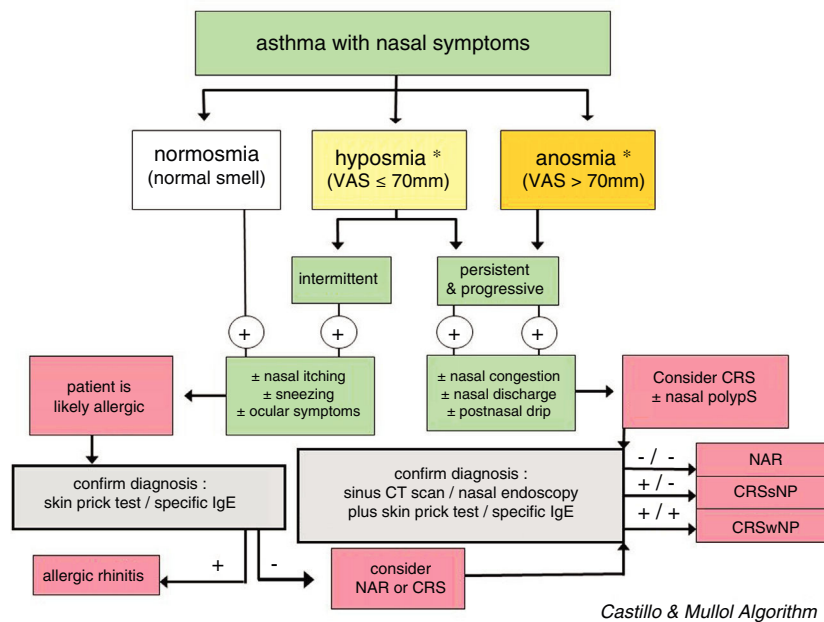 asthma with nasal symptoms
normosmia
(normal smell)
hyposmia *
(VAS ≤ 70mm)
anosmia *
(VAS > 70mm)
intermittent
persistent
& progressive
+
+
+
+
patient is
likely allergic
± nasal itching
± sneezing
± ocular symptoms
± nasal congestion
± nasal discharge
± postnasal drip
Consider CRS
± nasal polypS
confirm diagnosis :
skin prick test / specific IgE
confirm diagnosis :
sinus CT scan / nasal endoscopy
plus skin prick test / specific IgE
- / -
NAR
+ / -
CRSsNP
+ / +
CRSwNP
allergic rhinitis
+
-
consider
NAR or CRS
Castillo & Mullol Algorithm